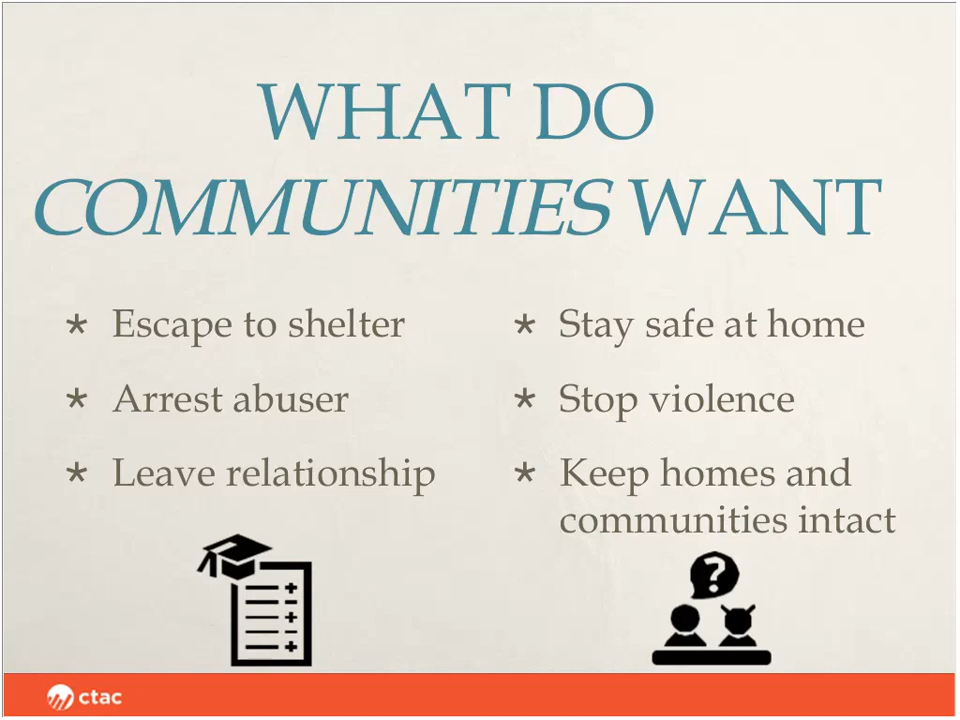 WHAT DO
COMMUNITIES WANT
* Escape to shelter
* Arrest abuser
* Leave relationship
* Stay safe at home
* Stop violence
* Keep homes and
communities intact
?
ctac